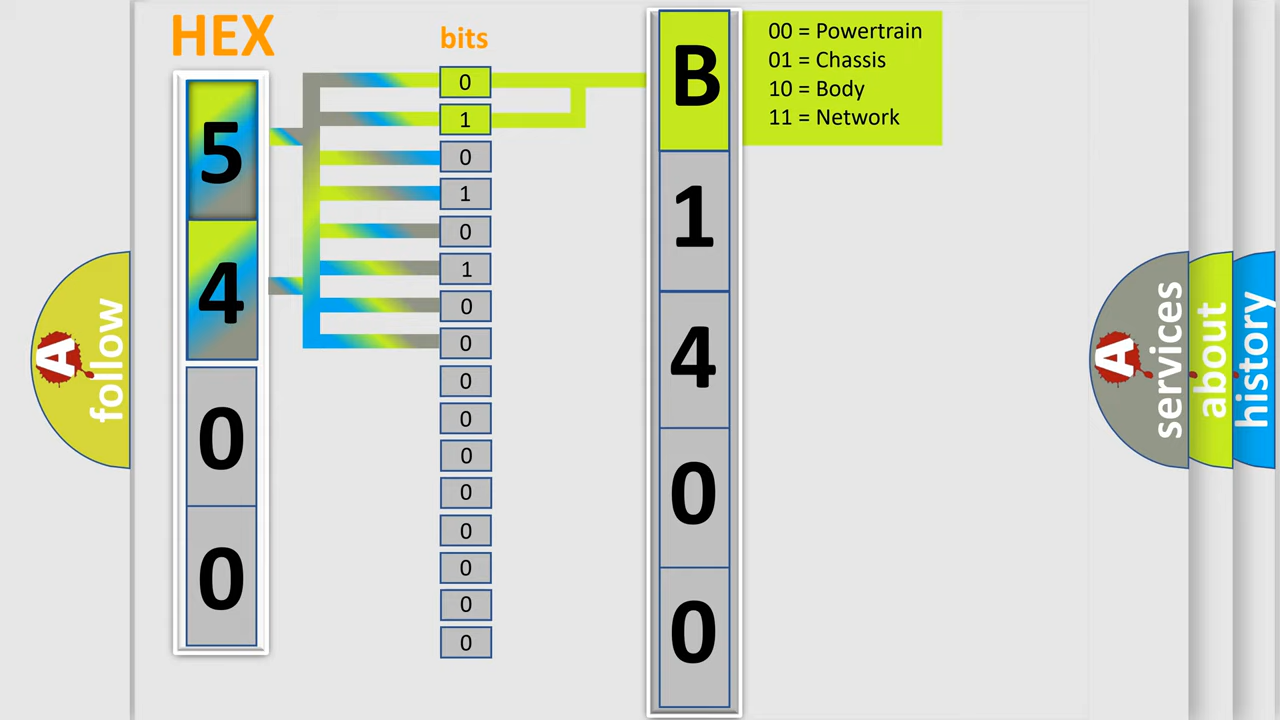 HEX
bits
5
4
0
0
0
1
0
1
0
1
0
0
0
0
0
0
0
0
0
0
B
1
4
0
0
00 = Powertrain
01 = Chassis
10 = Body
11 = Network
A
follow
A
services
about
history